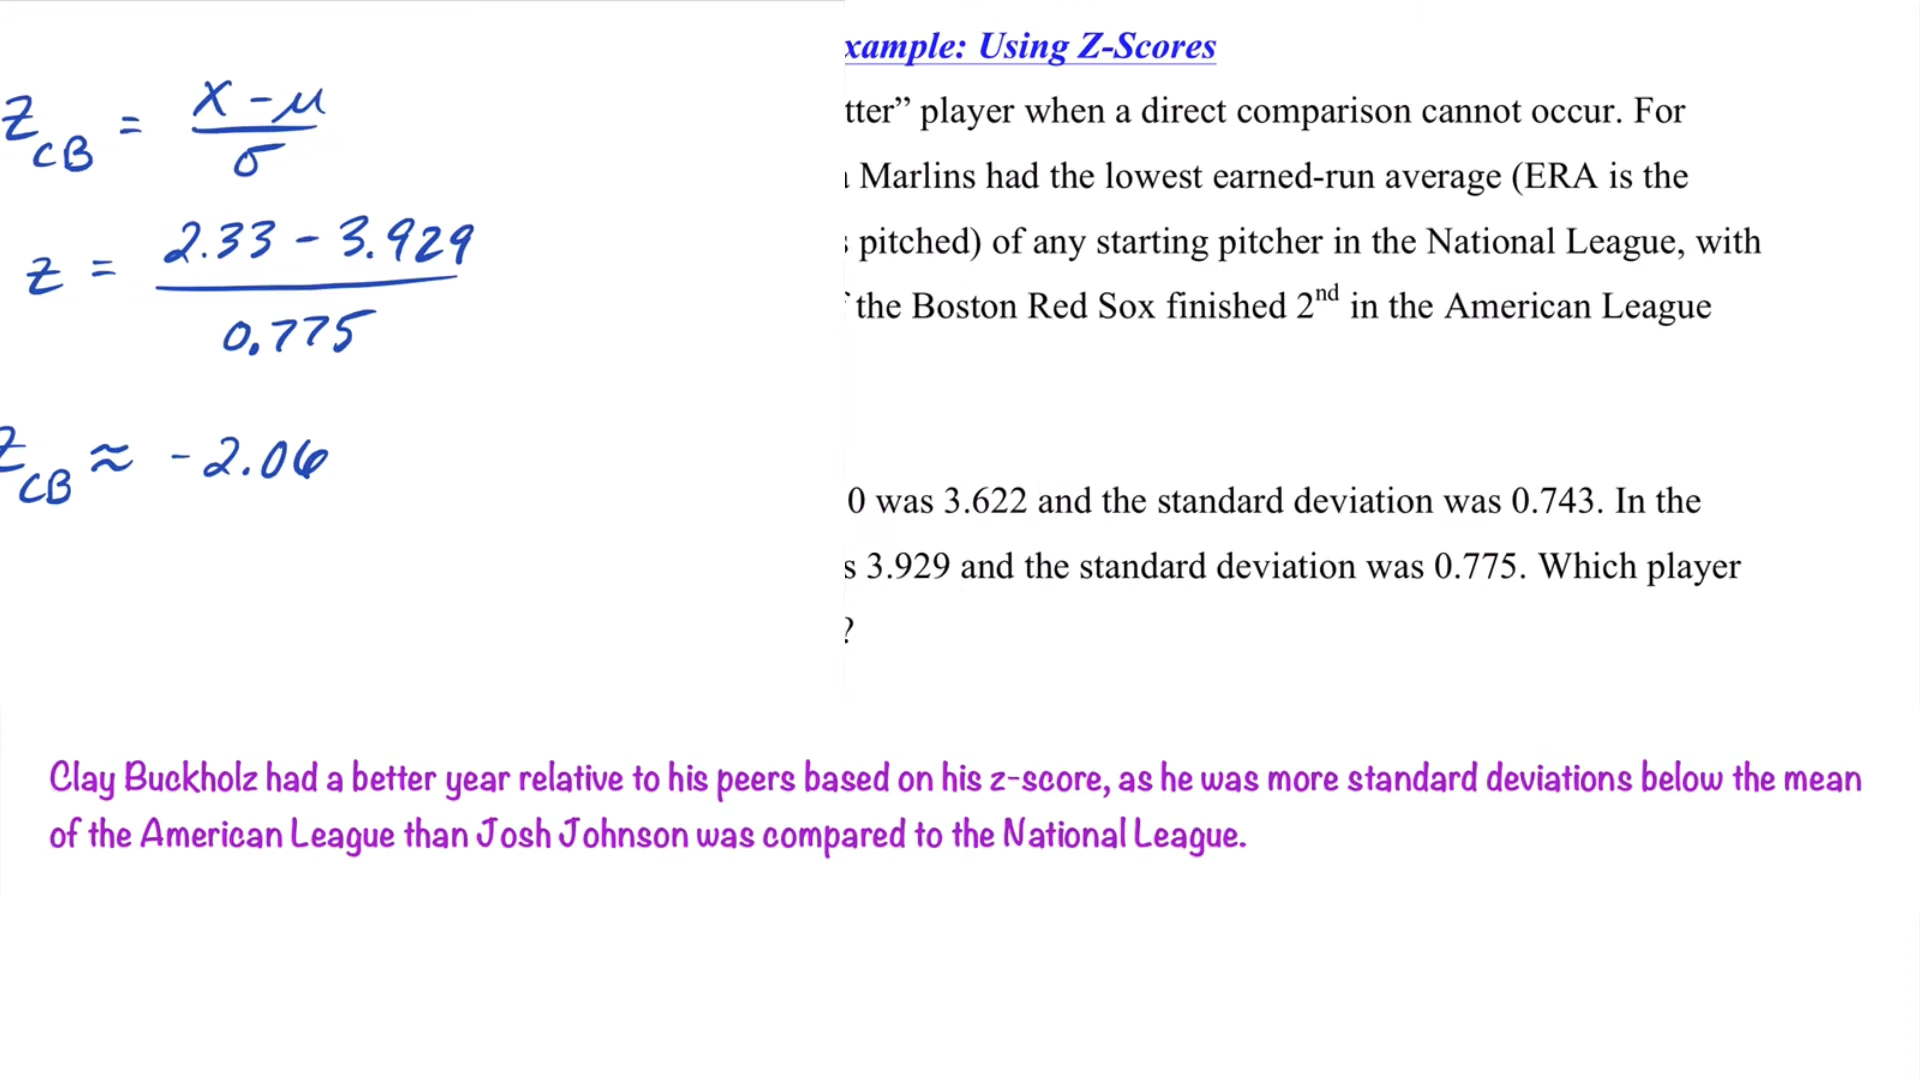 Z CB = x - μ / σ
z = 2.33 - 3.929 / 0.775
Z CB ≈ -2.06
xample: Using Z-Scores
tter” player when a direct comparison cannot occur. For
Marlins had the lowest earned-run average (ERA is the
pitched) of any starting pitcher in the National League, with
the Boston Red Sox finished 2nd in the American League
0 was 3.622 and the standard deviation was 0.743. In the
s 3.929 and the standard deviation was 0.775. Which player
?
Clay Buckholz had a better year relative to his peers based on his z-score, as he was more standard deviations below the mean
of the American League than Josh Johnson was compared to the National League.